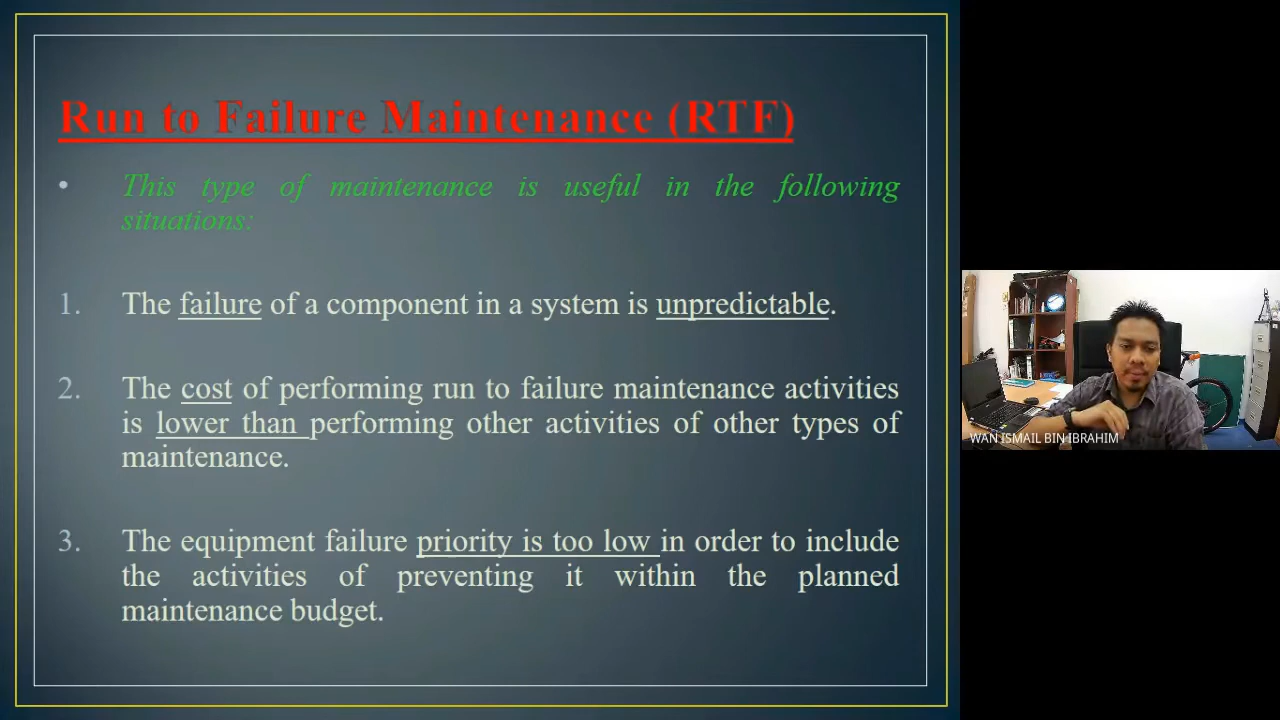 Run to Failure Maintenance (RTF)
• This type of maintenance is useful in the following
situations:
1. The failure of a component in a system is unpredictable.
2. The cost of performing run to failure maintenance activities
is lower than performing other activities of other types of
maintenance.
3. The equipment failure priority is too low in order to include
the activities of preventing it within the planned
maintenance budget.
WAN ISMAIL BIN IBRAHIM